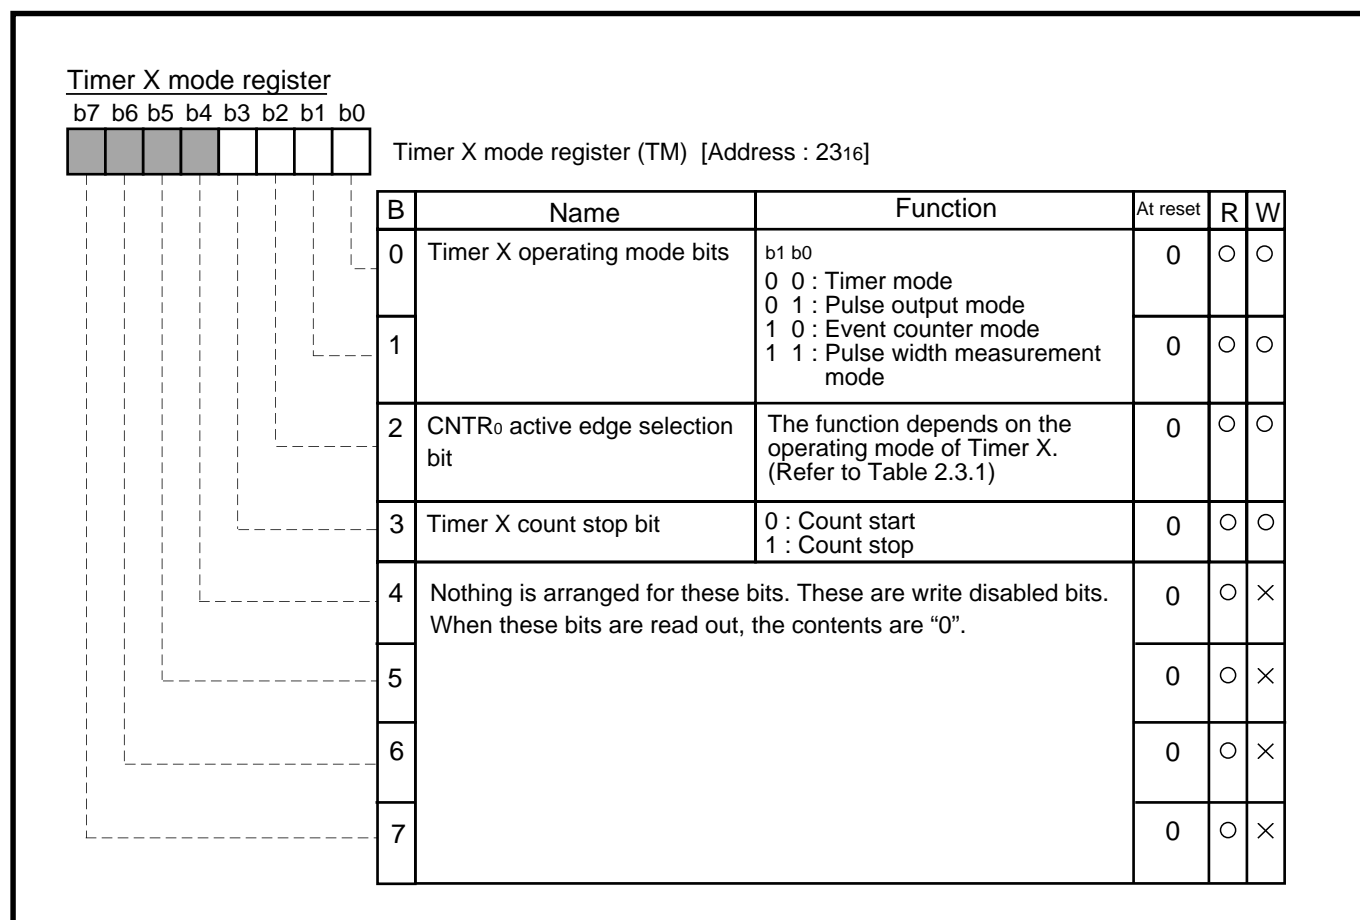 Timer X mode register
b7 b6 b5 b4 b3 b2 b1 b0
Timer X mode register (TM) [Address : 2316]
B Name Function At reset R W
0 Timer X operating mode bits b1 b0 0 ○ ○
0 0 : Timer mode
0 1 : Pulse output mode
1 0 : Event counter mode
1 0 ○ ○
1 1 : Pulse width measurement
mode
2 CNTR0 active edge selection The function depends on the 0 ○ ○
bit operating mode of Timer X.
(Refer to Table 2.3.1)
3 Timer X count stop bit 0 : Count start 0 ○ ○
1 : Count stop
4 Nothing is arranged for these bits. These are write disabled bits. 0 ○ ×
When these bits are read out, the contents are “0”.
5 0 ○ ×
6 0 ○ ×
7 0 ○ ×